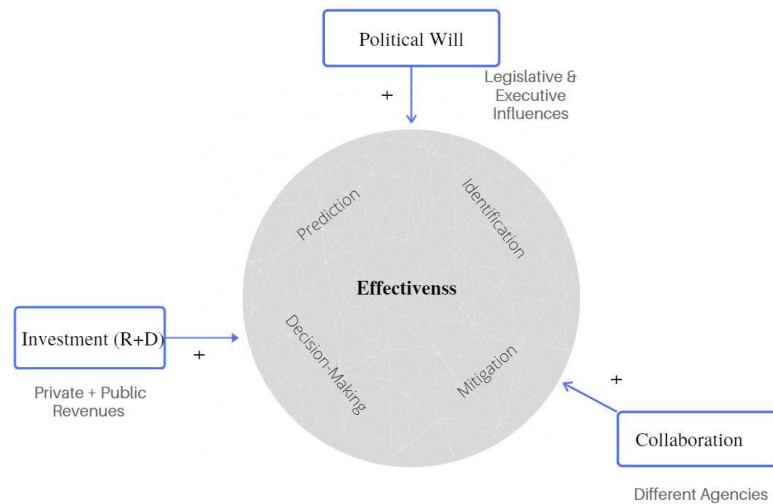 Political Will
+
Legislative &
Executive
Influences
Prediction
Identification
Effectivenss
Investment (R+D)
+
Private + Public
Revenues
Decision-Making
Mitigation
+
Collaboration
Different Agencies